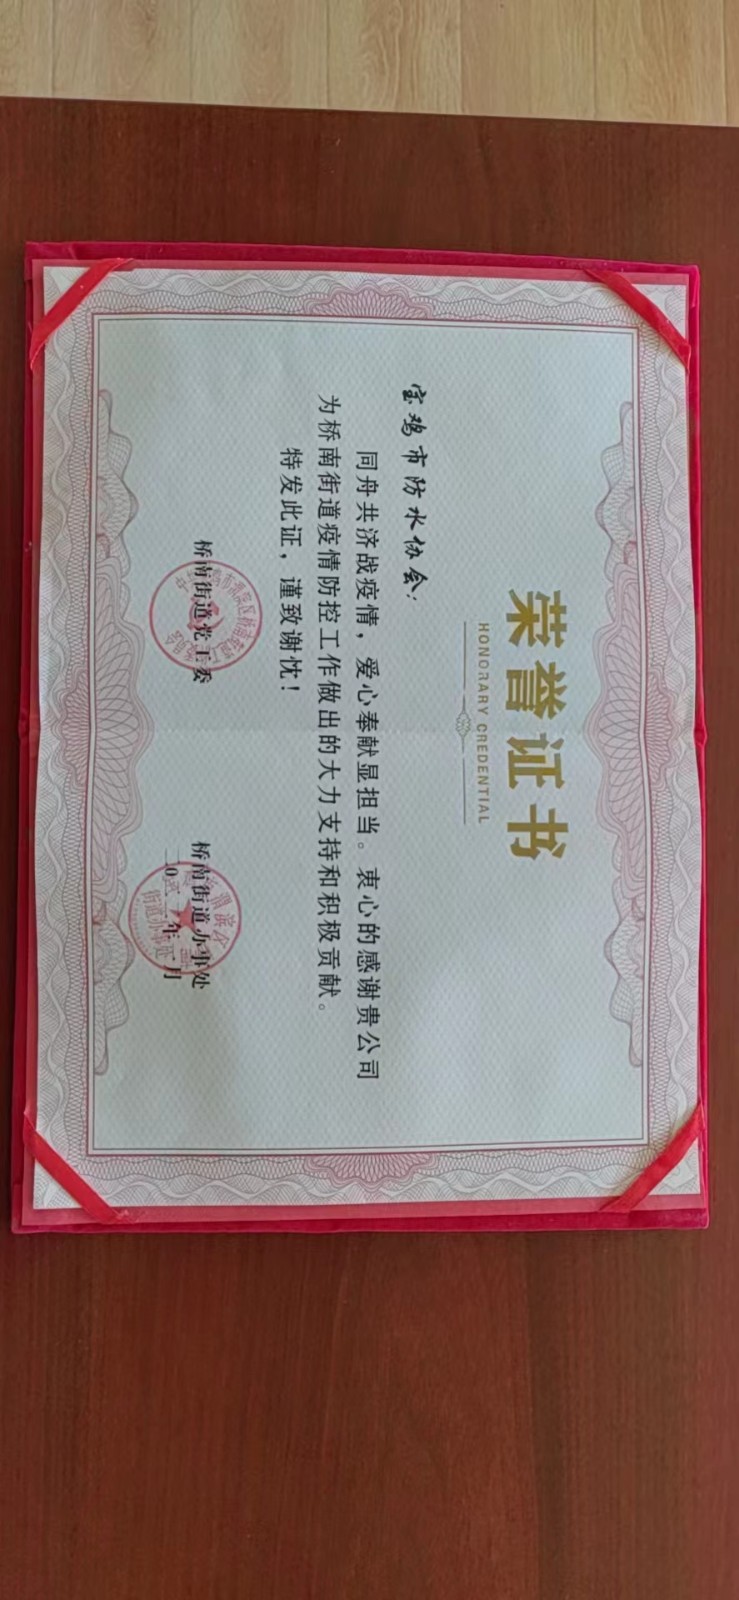 荣誉证书
HONORARY CREDENTIAL
宝鸡市防水协会：
同舟共济战疫情，爱心奉献显担当。衷心的感谢贵公司
为桥南街道疫情防控工作做出的大力支持和积极贡献。
特发此证，谨致谢忱！
桥南街道党工委
桥南街道办事处